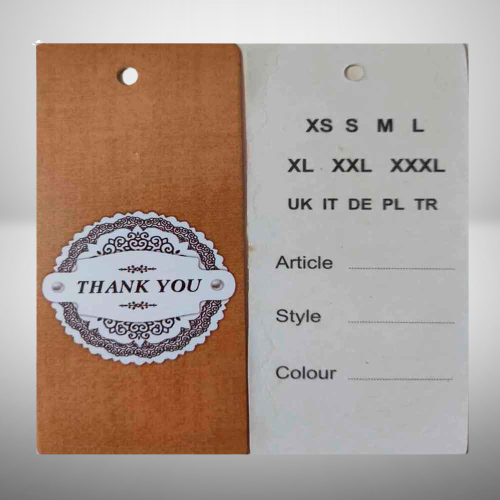 THANK YOU
XS S M L
XL XXL XXXL
UK IT DE PL TR
Article
Style
Colour